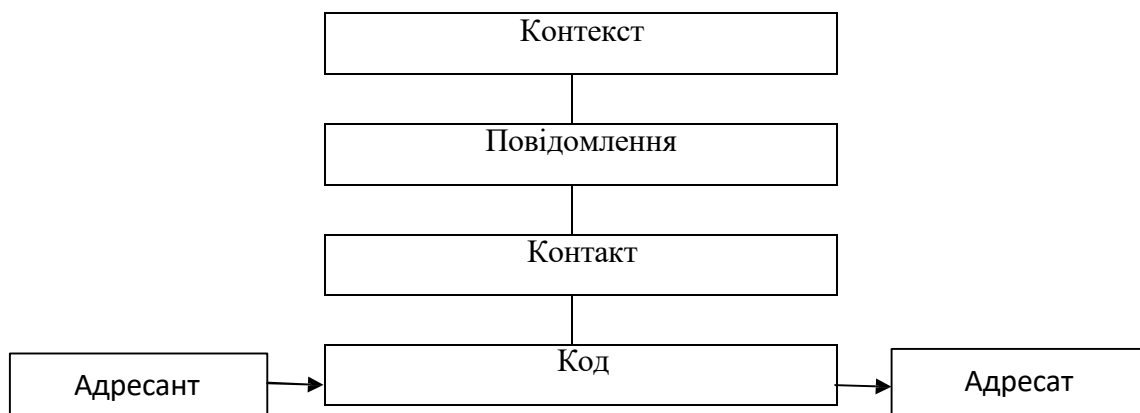 Контекст
Повідомлення
Контакт
Код
Адресант
Адресат